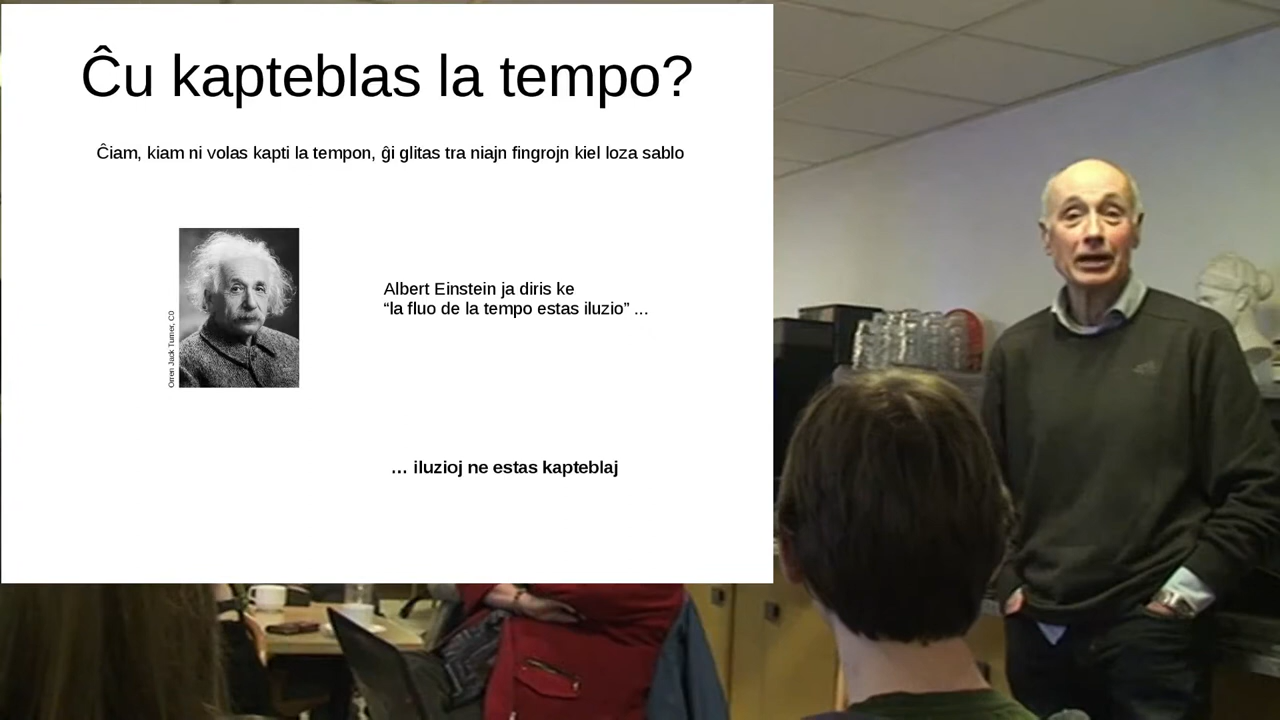 Ĉu kapteblas la tempo?
Ĉiam, kiam ni volas kapti la tempon, ĝi glitas tra niajn fingrojn kiel loza sablo
Orren Jack Turner, C0
Albert Einstein ja diris ke
“la fluo de la tempo estas iluzio” ...
... iluzioj ne estas kapteblaj